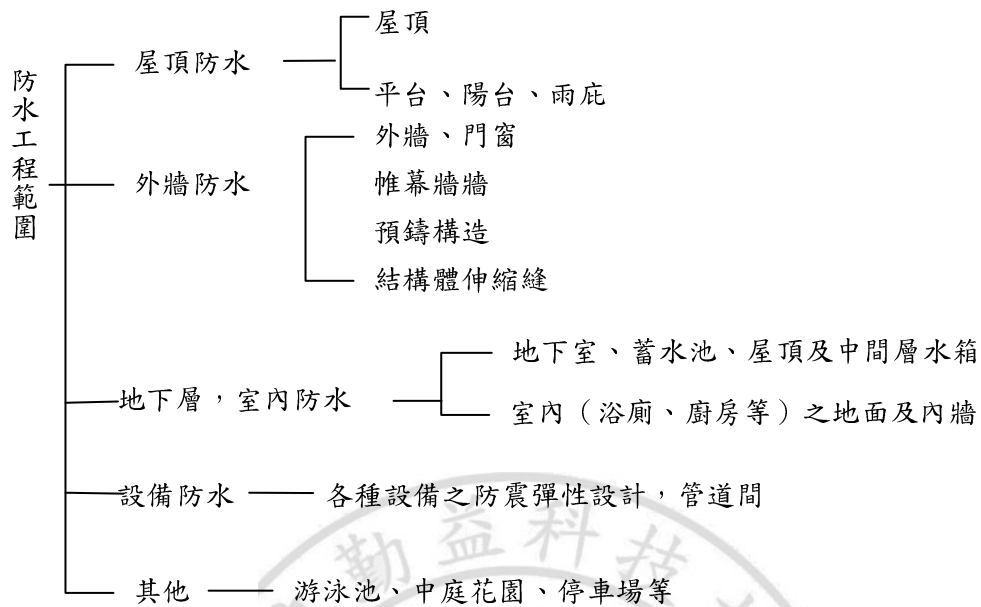 防水工程範圍
屋頂防水
屋頂
平台、陽台、雨庇
外牆防水
外牆、門窗
帷幕牆牆
預鑄構造
結構體伸縮縫
地下層，室內防水
地下室、蓄水池、屋頂及中間層水箱
室內（浴廁、廚房等）之地面及內牆
設備防水
各種設備之防震彈性設計，管道間
其他
游泳池、中庭花園、停車場等
勤益科技